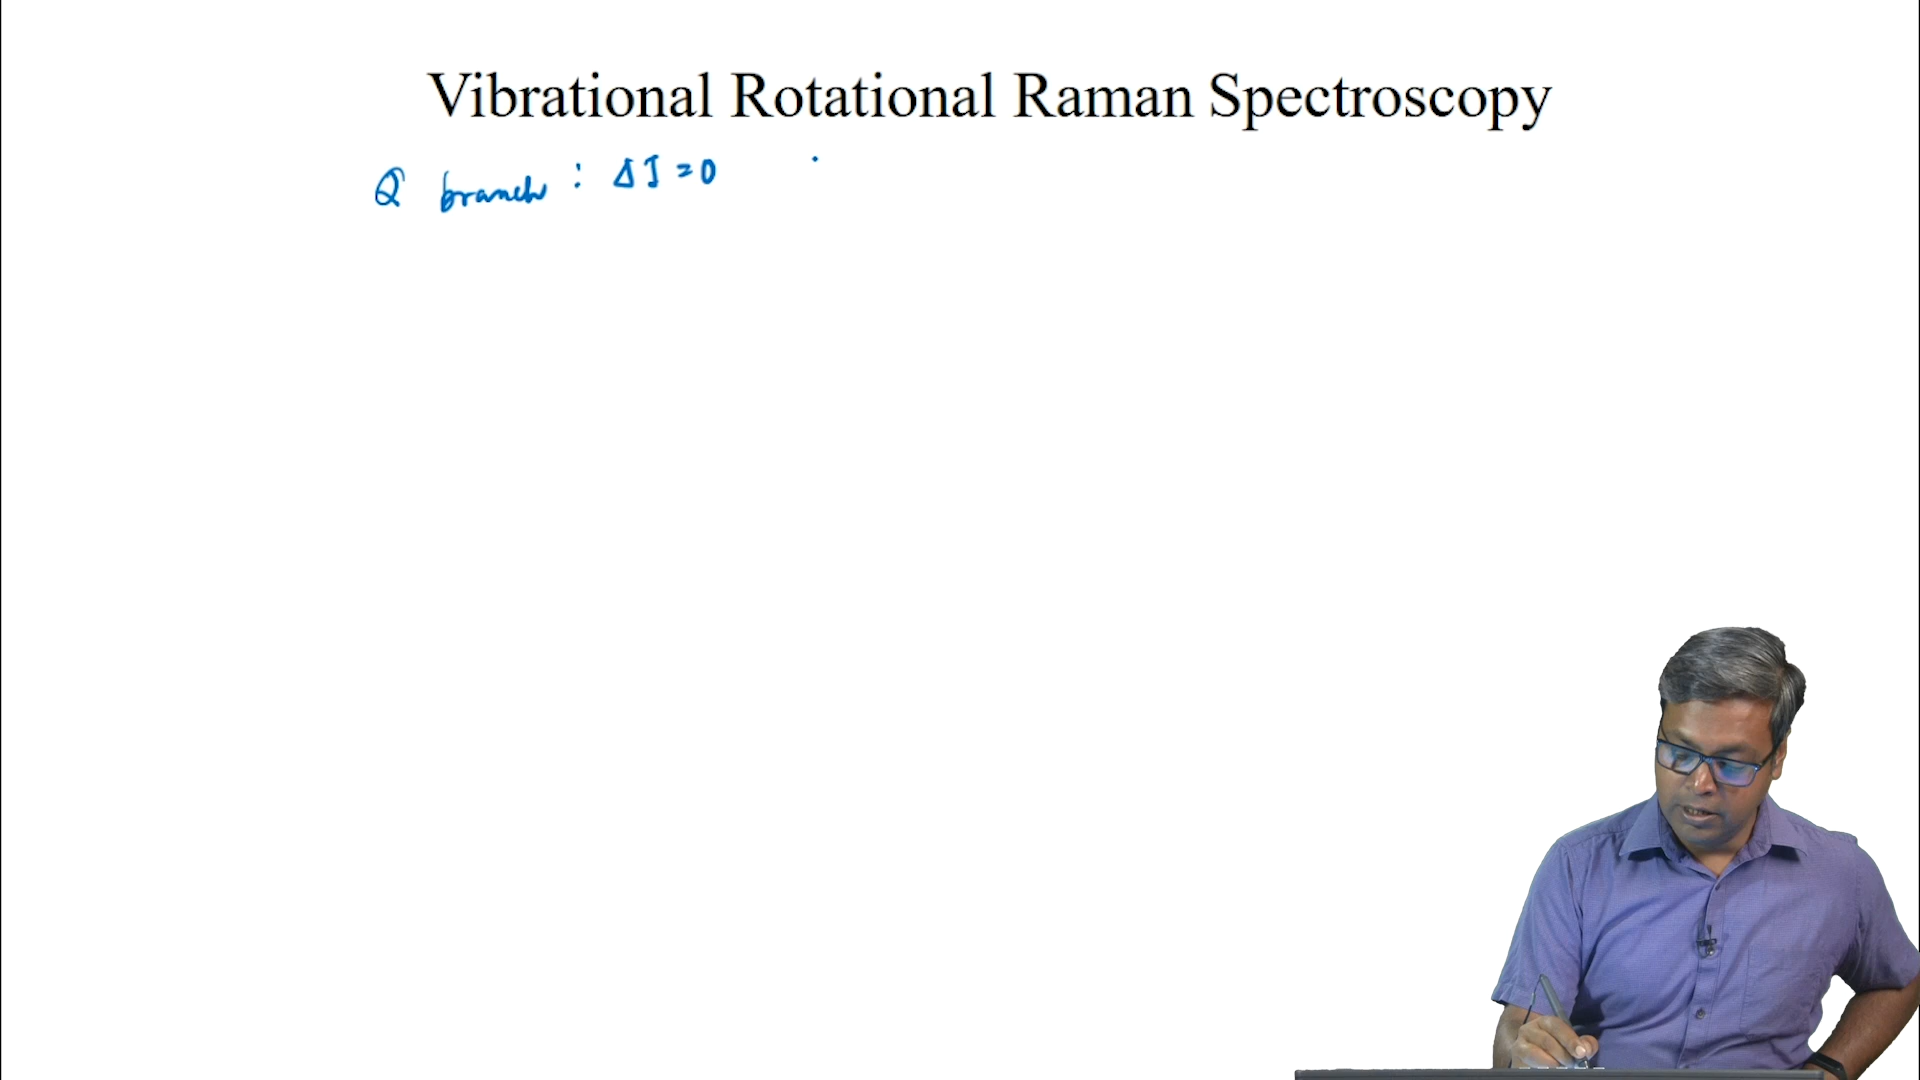 Vibrational Rotational Raman Spectroscopy
Q branch : ΔJ = 0